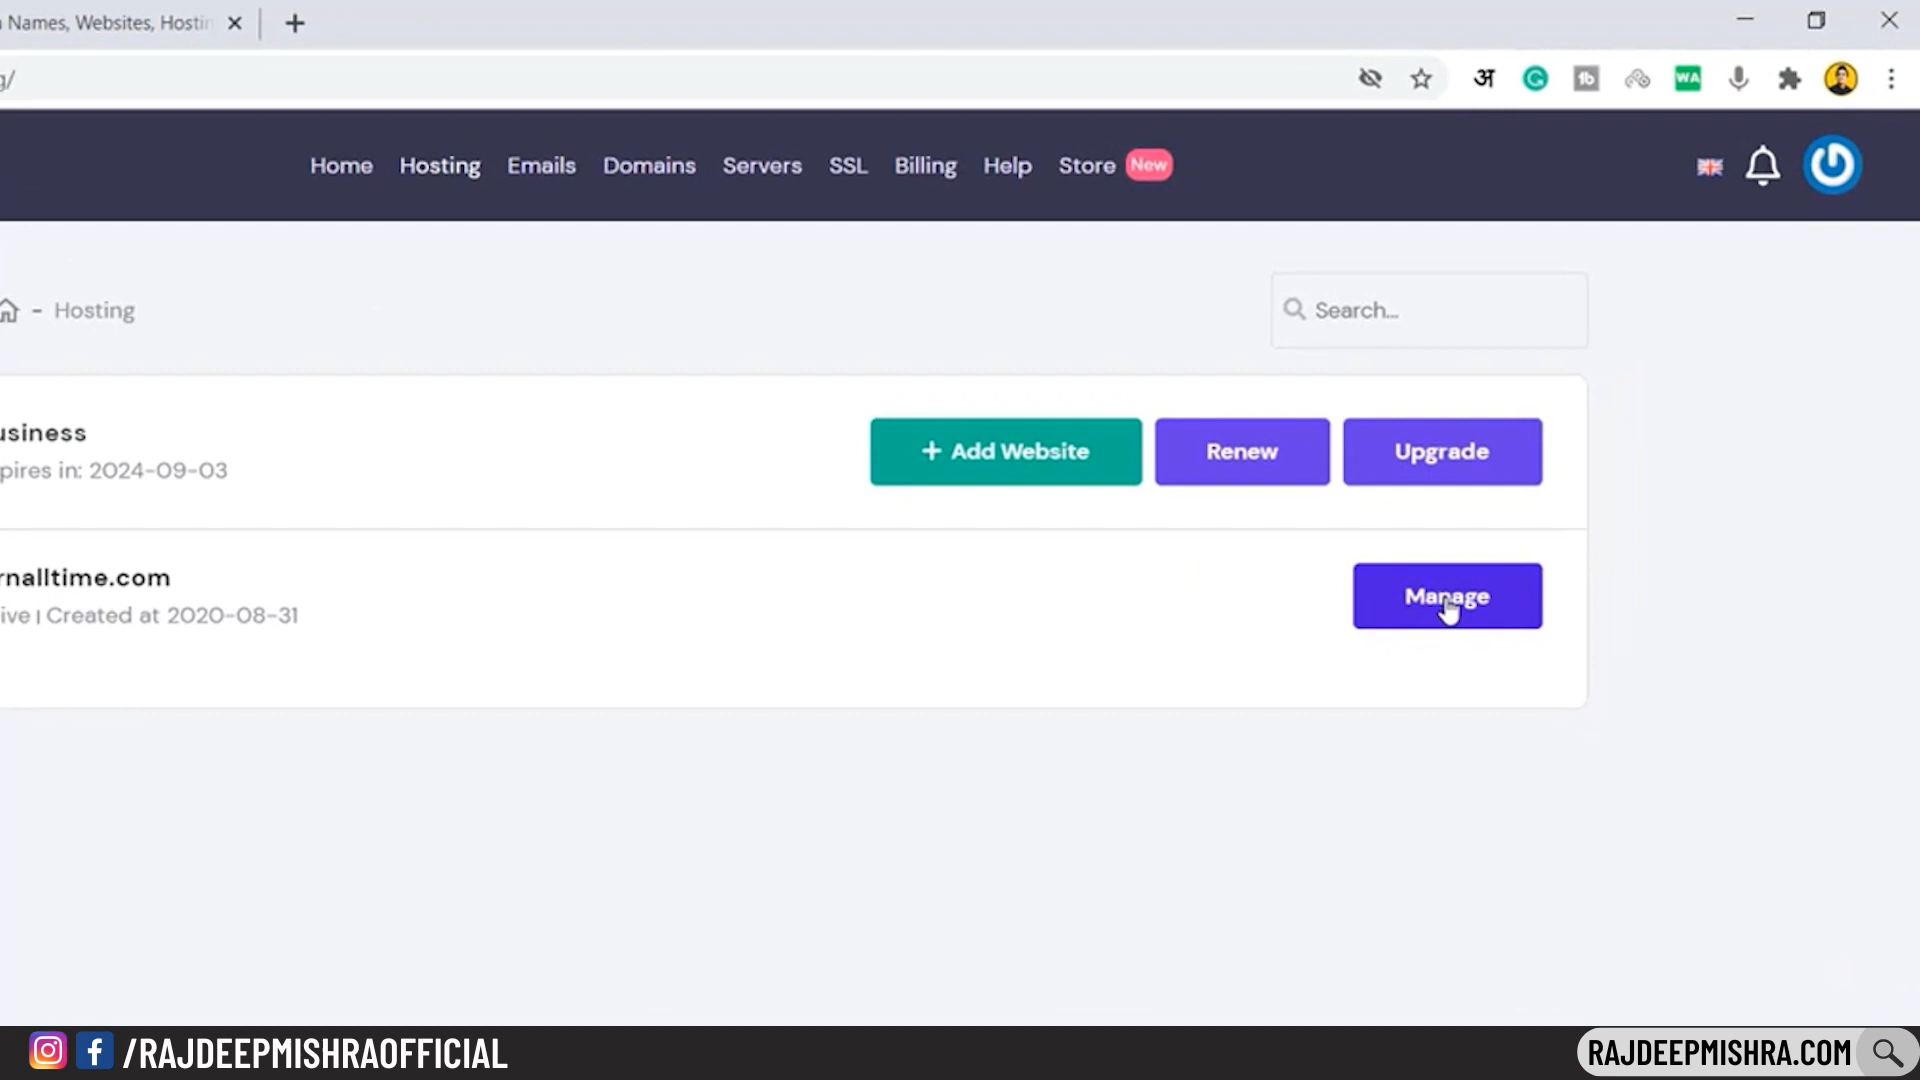 Names, Websites, Hostin
g/
अ
WA
Home Hosting Emails Domains Servers SSL Billing Help Store New
- Hosting
Search...
usiness
pires in: 2024-09-03
+ Add Website
Renew
Upgrade
rnalltime.com
ive | Created at 2020-08-31
Manage
/RAJDEEPMISHRAOFFICIAL
RAJDEEPMISHRA.COM